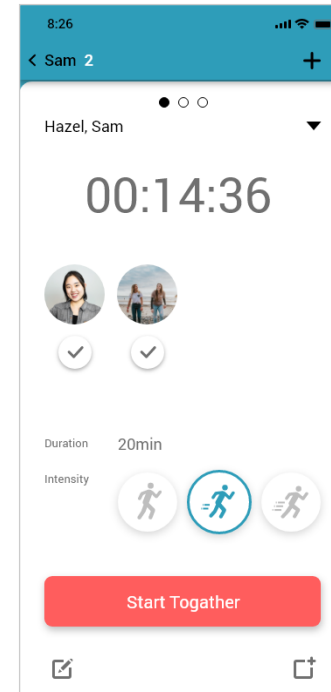 8:26
Sam 2
Hazel, Sam
00:14:36
Duration 20min
Intensity
Start Togather